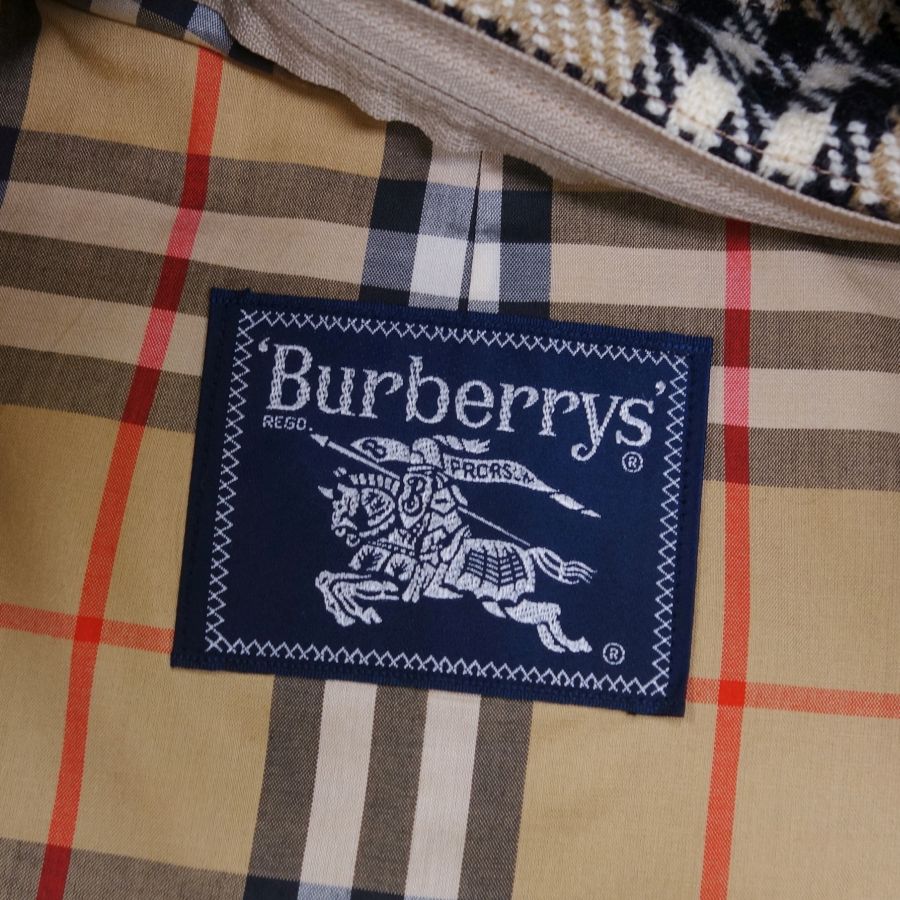 'Burberrys'
REGD.
®
PRORSUM
®